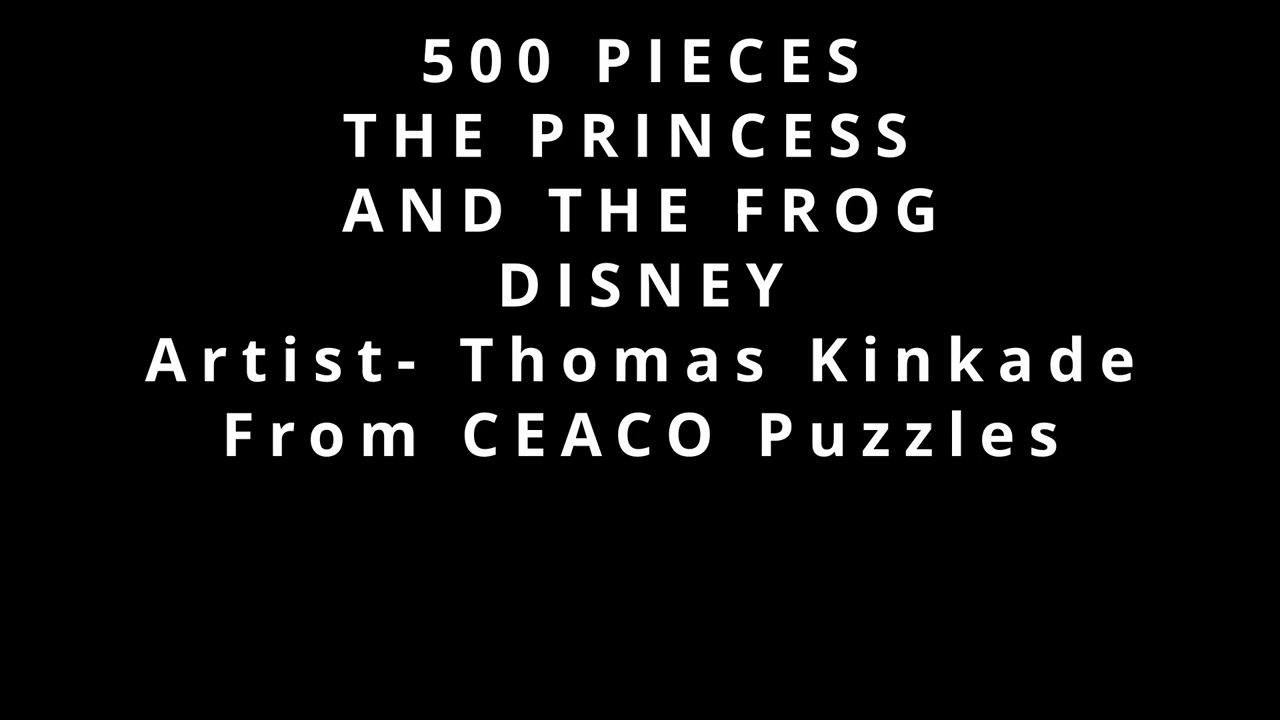 500 PIECES
THE PRINCESS
AND THE FROG
DISNEY
Artist- Thomas Kinkade
From CEACO Puzzles